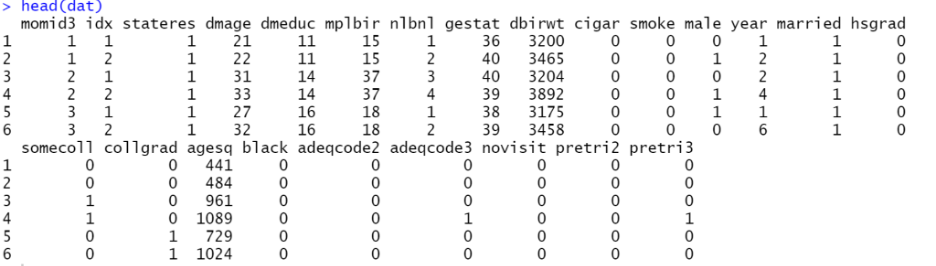 > head(dat)
momid3 idx stateres dmage dmeduc mplbir nlbnl gestat dbirwt cigar smoke male year married hsgrad
1 1 1 1 21 11 15 1 36 3200 0 0 0 1 1 0
2 1 2 1 22 11 15 2 40 3465 0 0 1 2 1 0
3 2 1 1 31 14 37 3 40 3204 0 0 0 2 1 0
4 2 2 1 33 14 37 4 39 3892 0 0 1 4 1 0
5 3 1 1 27 16 18 1 38 3175 0 0 1 1 1 0
6 3 2 1 32 16 18 2 39 3458 0 0 0 6 1 0
somecoll collgrad agesq black adeqcode2 adeqcode3 novisit pretri2 pretri3
1 0 0 441 0 0 0 0 0 0
2 0 0 484 0 0 0 0 0 0
3 1 0 961 0 0 0 0 0 0
4 1 0 1089 0 0 1 0 0 1
5 0 1 729 0 0 0 0 0 0
6 0 1 1024 0 0 0 0 0 0